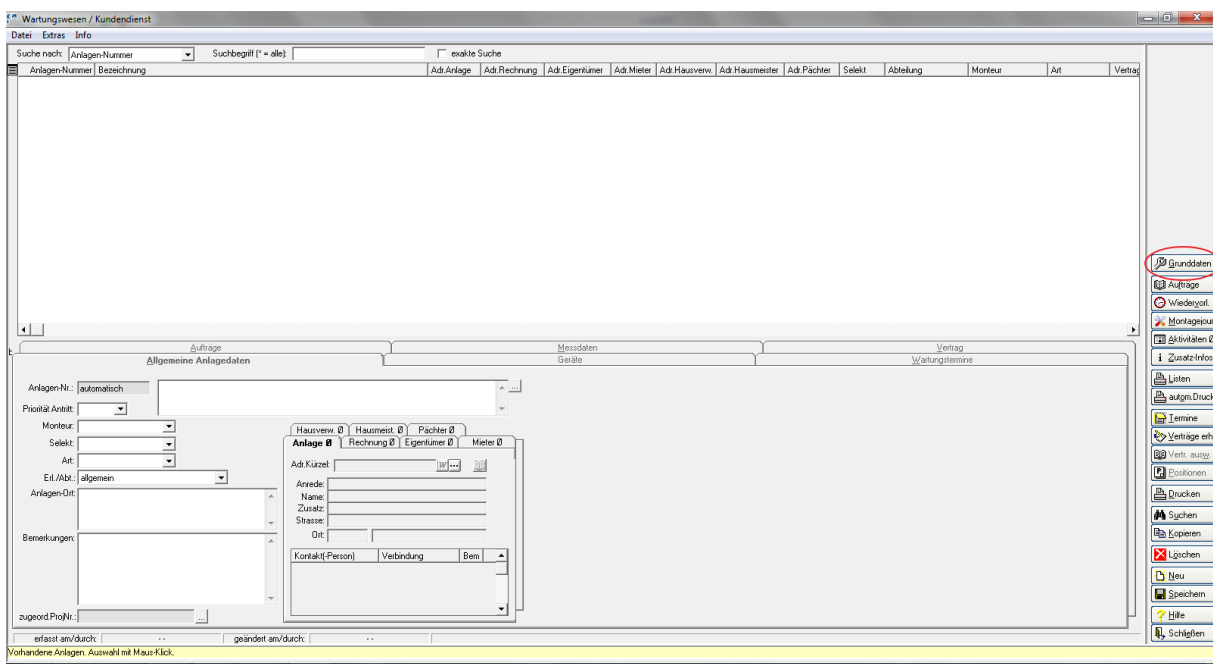 Wartungswesen / Kundendienst
Datei Extras Info
Suche nach: Anlagen-Nummer Suchbegriff (* = alle): exakte Suche
Anlagen-Nummer Bezeichnung Adr.Anlage Adr.Rechnung Adr.Eigentümer Adr.Mieter Adr.Hausverw. Adr.Hausmeister Adr.Pächter Selekt Abteilung Monteur Art Vertrag
Aufträge Messdaten Vertrag
Allgemeine Anlagedaten Geräte Wartungstermine
Anlagen-Nr.: automatisch ...
Priorität Antritt:
Monteur:
Selekt:
Art:
Erl./Abt.: allgemein
Anlagen-Ort:
Bemerkungen:
zugeord.ProjNr.: ...
Hausverw. Ø Hausmeist. Ø Pächter Ø
Anlage Ø Rechnung Ø Eigentümer Ø Mieter Ø
Adr.Kürzel: W ...
Anrede:
Name:
Zusatz:
Strasse:
Ort:
Kontakt(-Person) Verbindung Bem
erfasst am/durch: . . geändert am/durch: . .
Vorhandene Anlagen. Auswahl mit Maus-Klick.
Grunddaten
Aufträge
Wiedervorl.
Montagejour
Aktivitäten Ø
i Zusatz-Infos
Listen
autom.Druck
Termine
Verträge erh
Vertr. ausw.
Positionen
Drucken
Suchen
Kopieren
Löschen
Neu
Speichern
Hilfe
Schließen